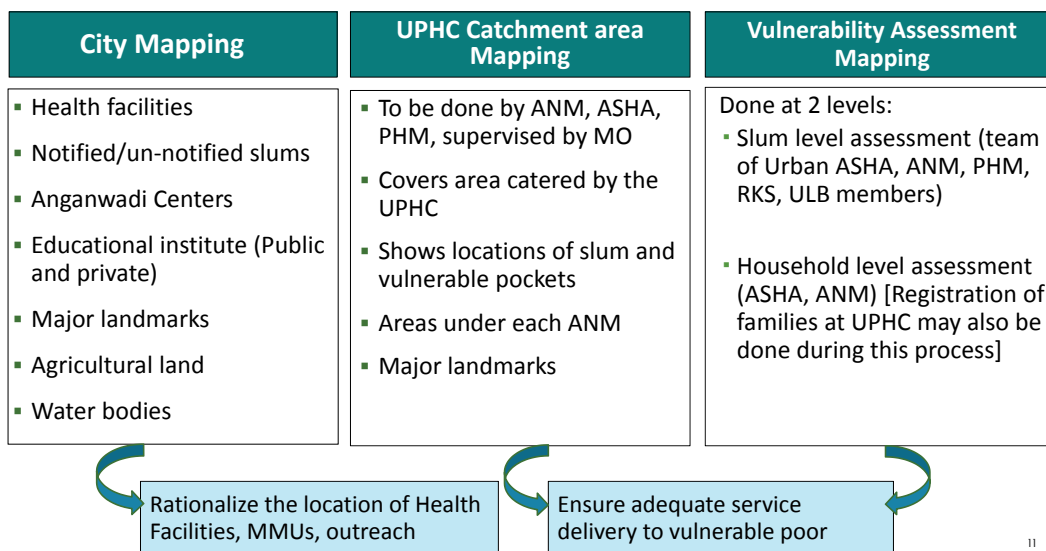 City Mapping
▪ Health facilities
▪ Notified/un-notified slums
▪ Anganwadi Centers
▪ Educational institute (Public
and private)
▪ Major landmarks
▪ Agricultural land
▪ Water bodies
UPHC Catchment area
Mapping
▪ To be done by ANM, ASHA,
PHM, supervised by MO
▪ Covers area catered by the
UPHC
▪ Shows locations of slum and
vulnerable pockets
▪ Areas under each ANM
▪ Major landmarks
Vulnerability Assessment
Mapping
Done at 2 levels:
▪ Slum level assessment (team
of Urban ASHA, ANM, PHM,
RKS, ULB members)
▪ Household level assessment
(ASHA, ANM) [Registration of
families at UPHC may also be
done during this process]
Rationalize the location of Health
Facilities, MMUs, outreach
Ensure adequate service
delivery to vulnerable poor
11